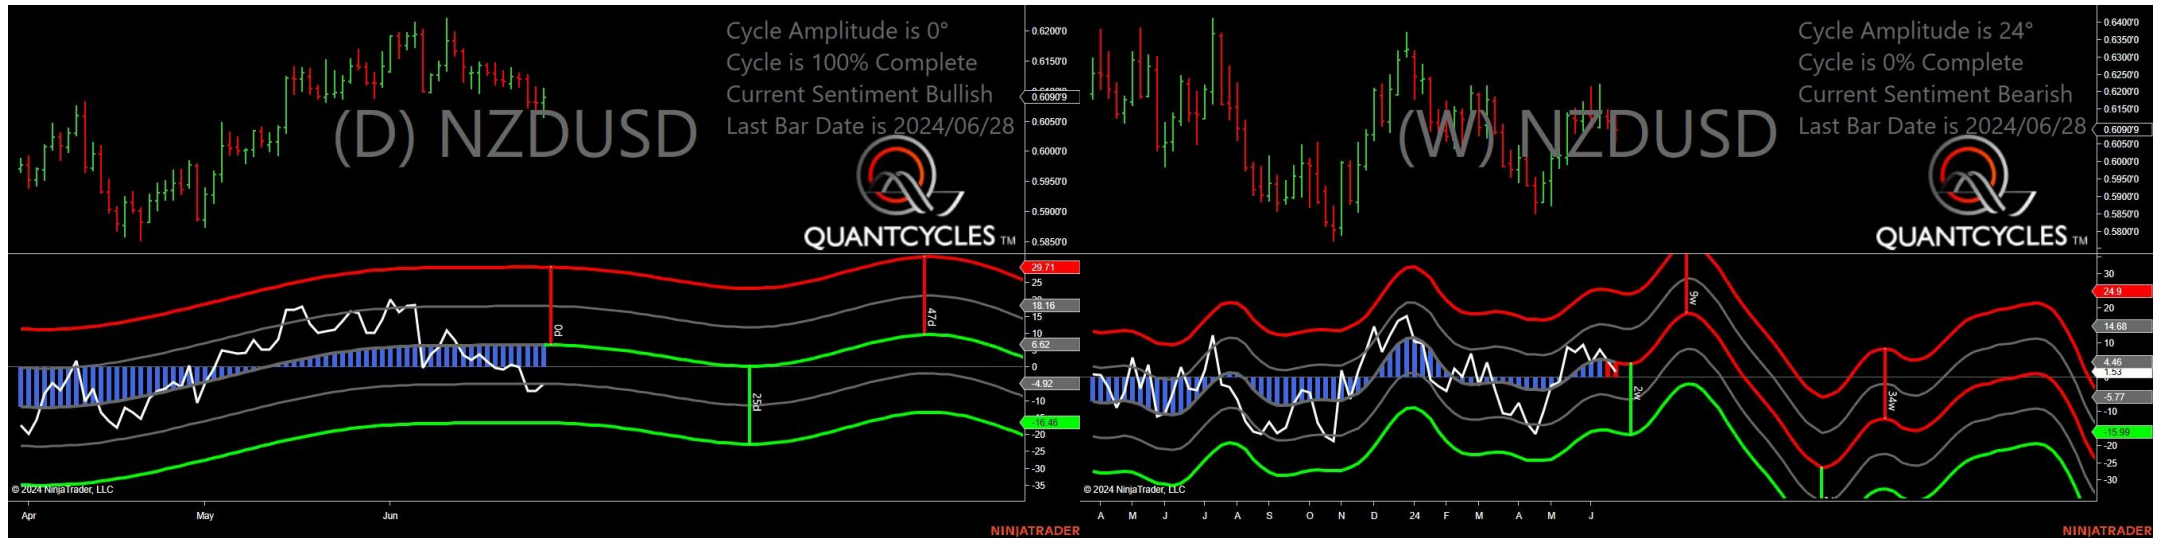 Cycle Amplitude is 0°
Cycle is 100% Complete
Current Sentiment Bullish
Last Bar Date is 2024/06/28
(D) NZDUSD
QUANTCYCLES TM
0.6200'0
0.6150'0
0.6090'9
0.6050'0
0.6000'0
0.5950'0
0.5900'0
0.5850'0
29.71
25
18.16
15
10
6.62
0
-4.92
-10
-16.46
-20
-25
-30
-35
0d
25d
47d
© 2024 NinjaTrader, LLC
Apr May Jun
NINJATRADER
Cycle Amplitude is 24°
Cycle is 0% Complete
Current Sentiment Bearish
Last Bar Date is 2024/06/28
(W) NZDUSD
QUANTCYCLES TM
0.6400'0
0.6350'0
0.6300'0
0.6250'0
0.6200'0
0.6150'0
0.6090'9
0.6050'0
0.6000'0
0.5950'0
0.5900'0
0.5850'0
0.5800'0
30
24.9
20
14.68
10
4.46
1.53
-5.77
-10
-15.99
-20
-25
-30
2w
9w
34w
© 2024 NinjaTrader, LLC
A M J J A S O N D 24 F M A M J
NINJATRADER